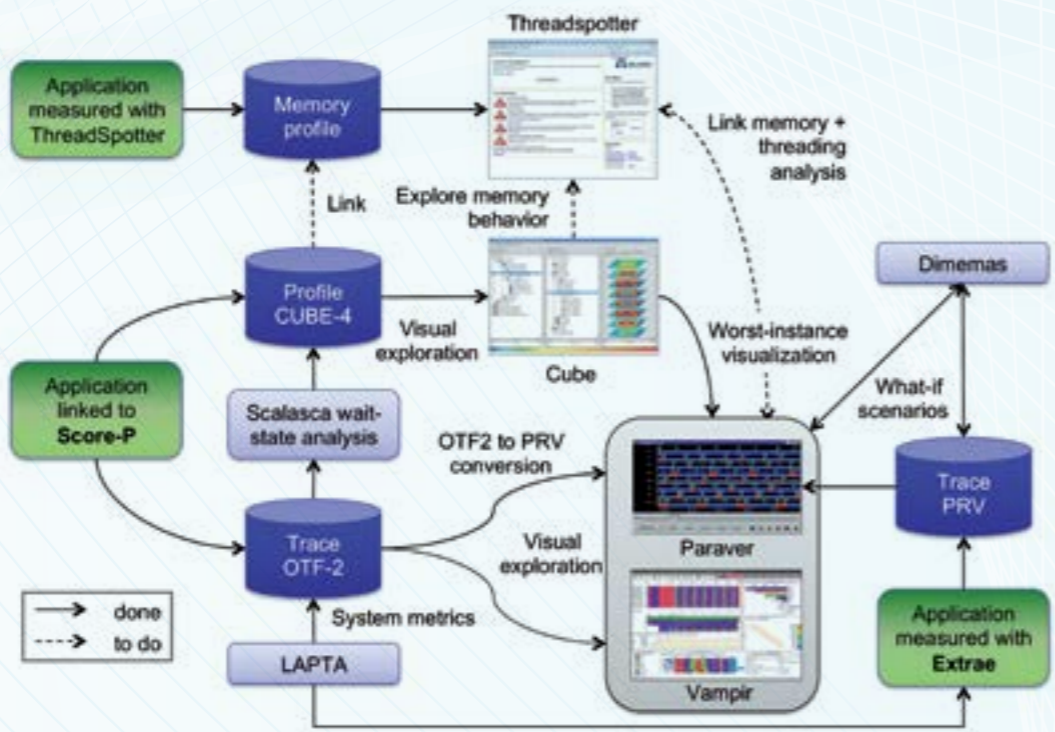 Threadspotter
Application
measured with
ThreadSpotter
Memory
profile
Link memory +
threading
analysis
Link
Explore memory
behavior
Profile
CUBE-4
Visual
exploration
Cube
Worst-instance
visualization
Dimemas
What-if
scenarios
Application
linked to
Score-P
Scalasca wait-
state analysis
OTF2 to PRV
conversion
Trace
PRV
Trace
OTF-2
Visual
exploration
Paraver
done
to do
System metrics
LAPTA
Vampir
Application
measured with
Extrae